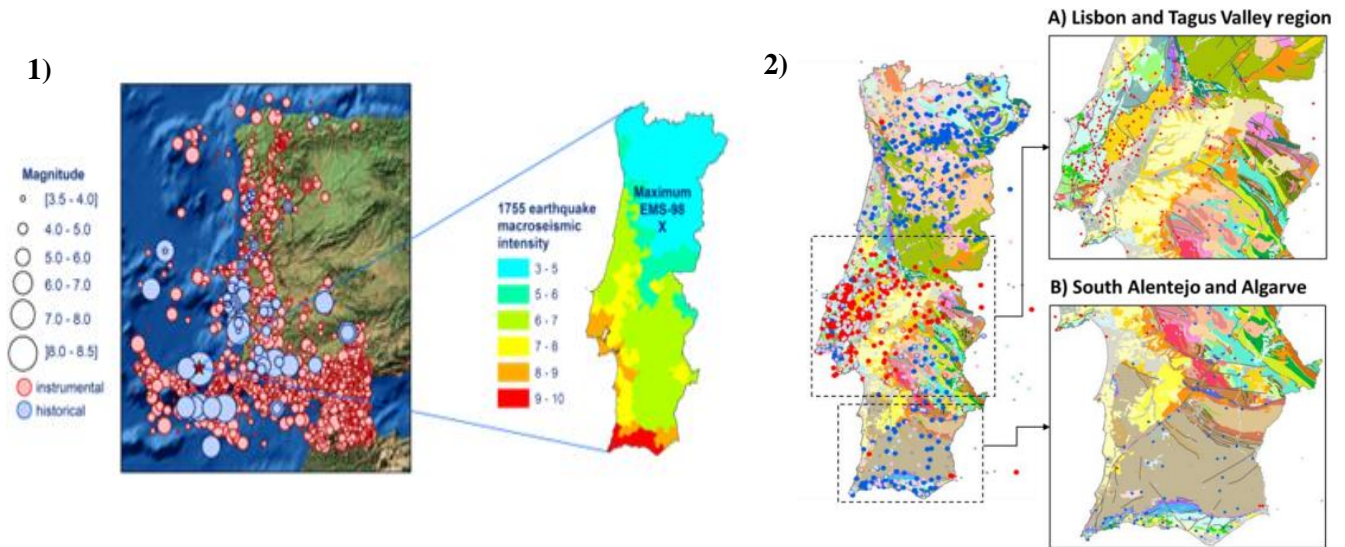 1)
Magnitude
[3.5 - 4.0]
4.0 - 5.0
5.0 - 6.0
6.0 - 7.0
7.0 - 8.0
]8.0 - 8.5]
instrumental
historical
1755 earthquake
macroseismic
intensity
3 - 5
5 - 6
6 - 7
7 - 8
8 - 9
9 - 10
Maximum
EMS-98
X
2)
A) Lisbon and Tagus Valley region
B) South Alentejo and Algarve